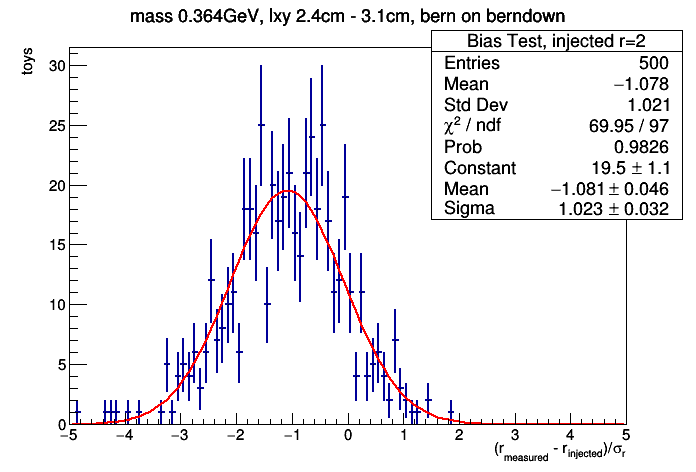 mass 0.364GeV, lxy 2.4cm - 3.1cm, bern on berndown
toys
Bias Test, injected r=2
Entries 500
Mean −1.078
Std Dev 1.021
χ² / ndf 69.95 / 97
Prob 0.9826
Constant 19.5 ± 1.1
Mean −1.081 ± 0.046
Sigma 1.023 ± 0.032
30
25
20
15
10
5
0
−5 −4 −3 −2 −1 0 1 2 3 4 5
(r_measured - r_injected)/σ_r